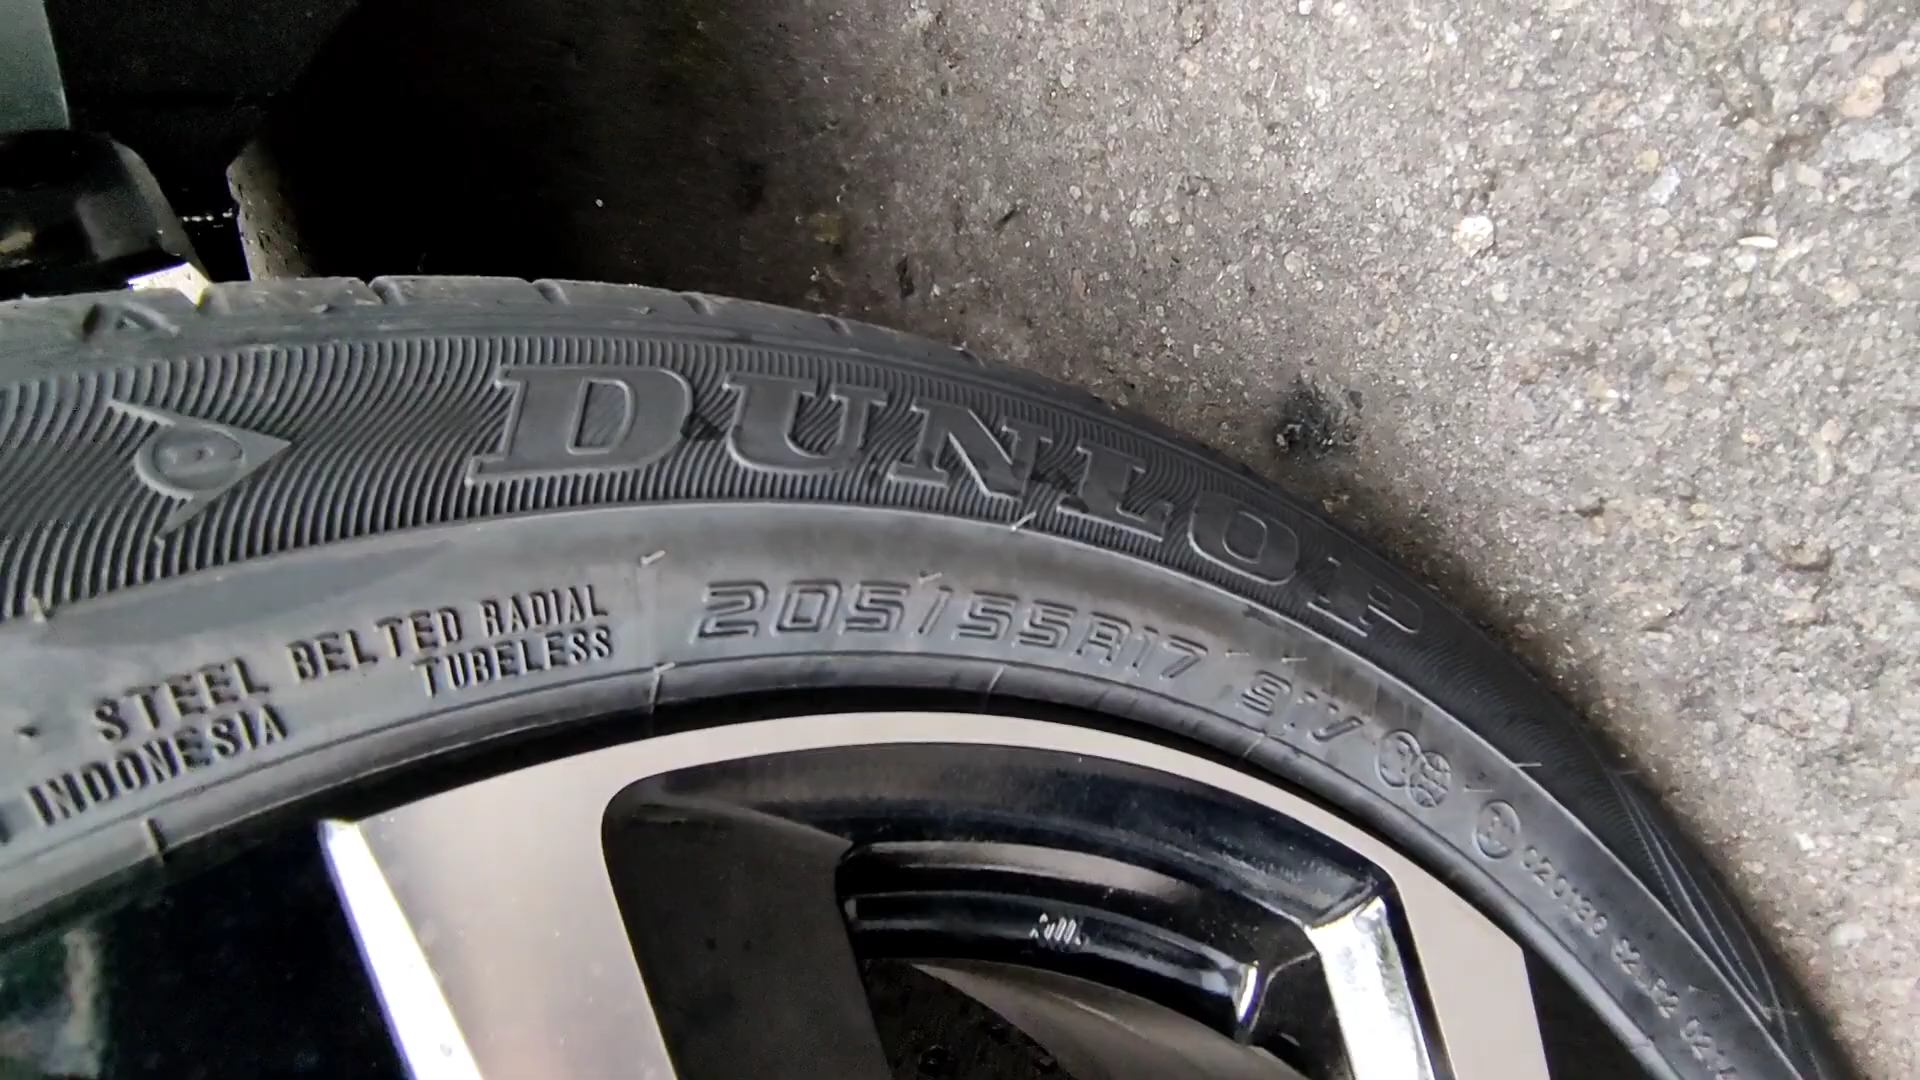 DUNLOP
205/55R17 91V
STEEL BELTED RADIAL
TUBELESS
INDONESIA